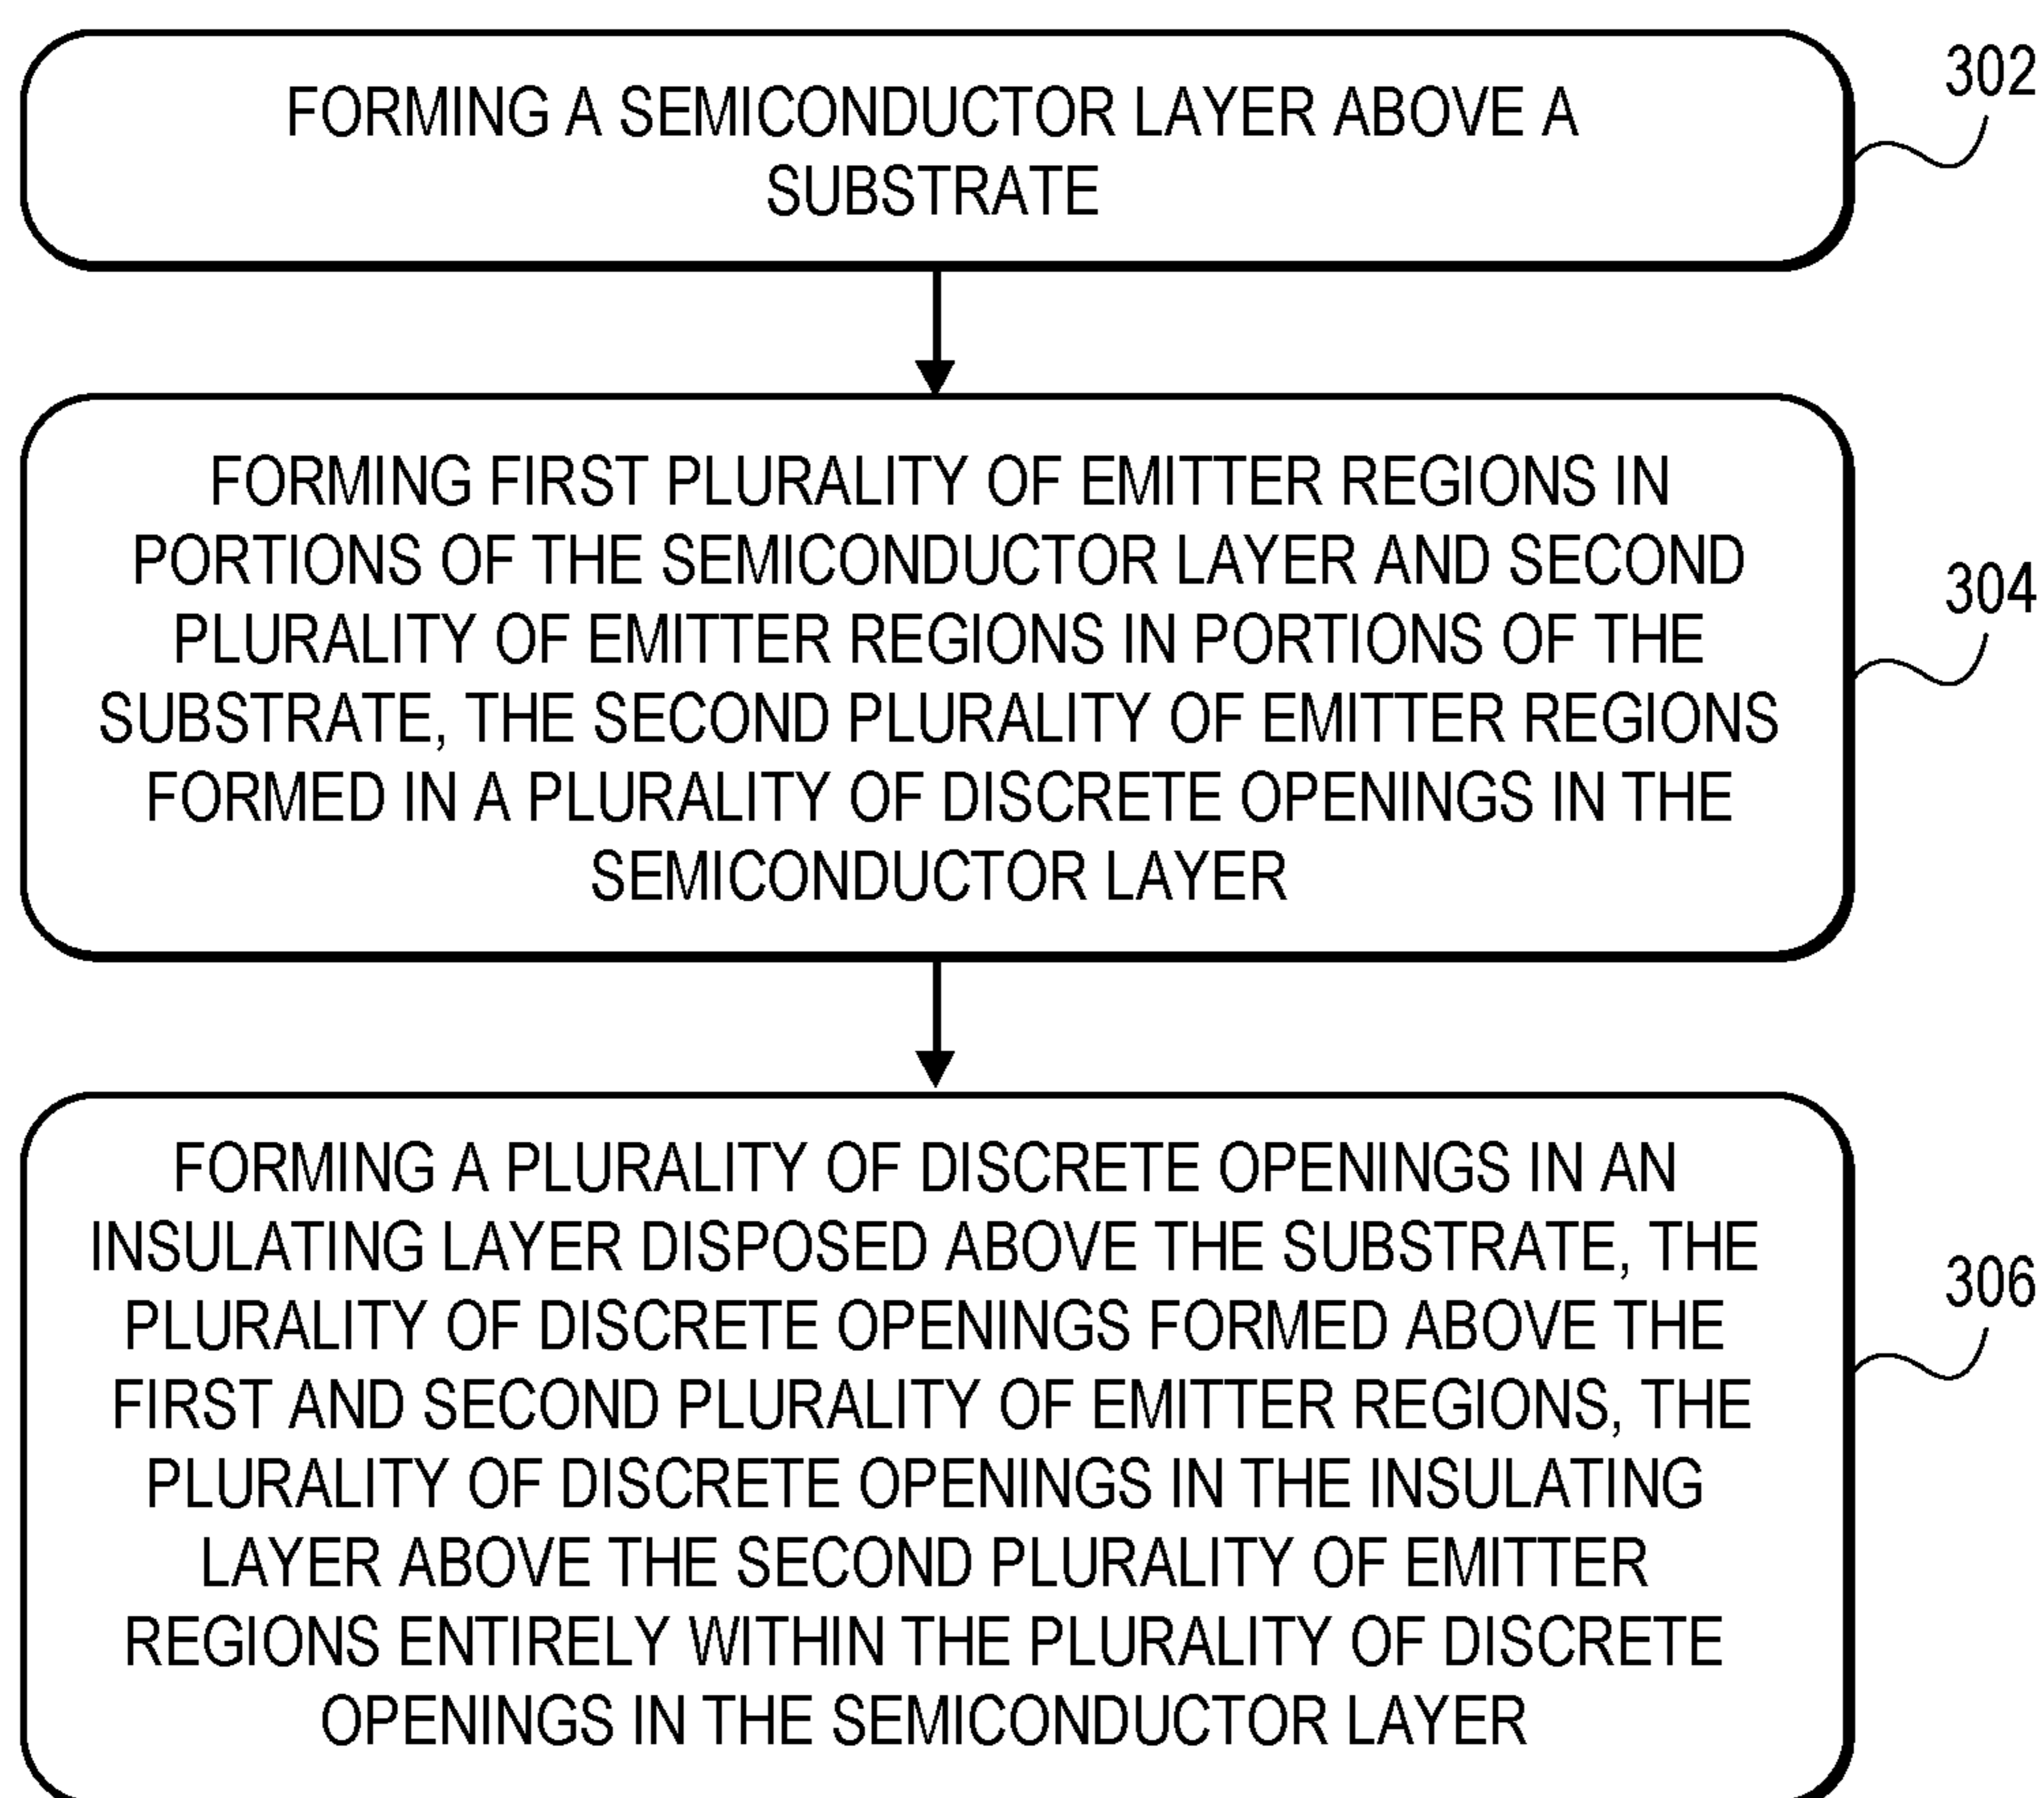 FORMING A SEMICONDUCTOR LAYER ABOVE A
SUBSTRATE
302
FORMING FIRST PLURALITY OF EMITTER REGIONS IN
PORTIONS OF THE SEMICONDUCTOR LAYER AND SECOND
PLURALITY OF EMITTER REGIONS IN PORTIONS OF THE
SUBSTRATE, THE SECOND PLURALITY OF EMITTER REGIONS
FORMED IN A PLURALITY OF DISCRETE OPENINGS IN THE
SEMICONDUCTOR LAYER
304
FORMING A PLURALITY OF DISCRETE OPENINGS IN AN
INSULATING LAYER DISPOSED ABOVE THE SUBSTRATE, THE
PLURALITY OF DISCRETE OPENINGS FORMED ABOVE THE
FIRST AND SECOND PLURALITY OF EMITTER REGIONS, THE
PLURALITY OF DISCRETE OPENINGS IN THE INSULATING
LAYER ABOVE THE SECOND PLURALITY OF EMITTER
REGIONS ENTIRELY WITHIN THE PLURALITY OF DISCRETE
OPENINGS IN THE SEMICONDUCTOR LAYER
306